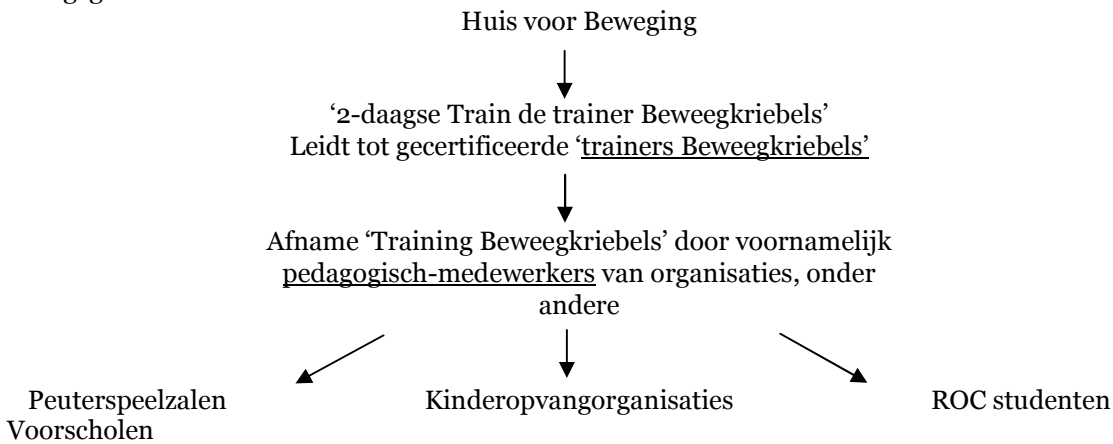 Huis voor Beweging
‘2-daagse Train de trainer Beweegkriebels’
Leidt tot gecertificeerde ‘trainers Beweegkriebels’
Afname ‘Training Beweegkriebels’ door voornamelijk
pedagogisch-medewerkers van organisaties, onder
andere
Peuterspeelzalen Kinderopvangorganisaties ROC studenten
Voorscholen